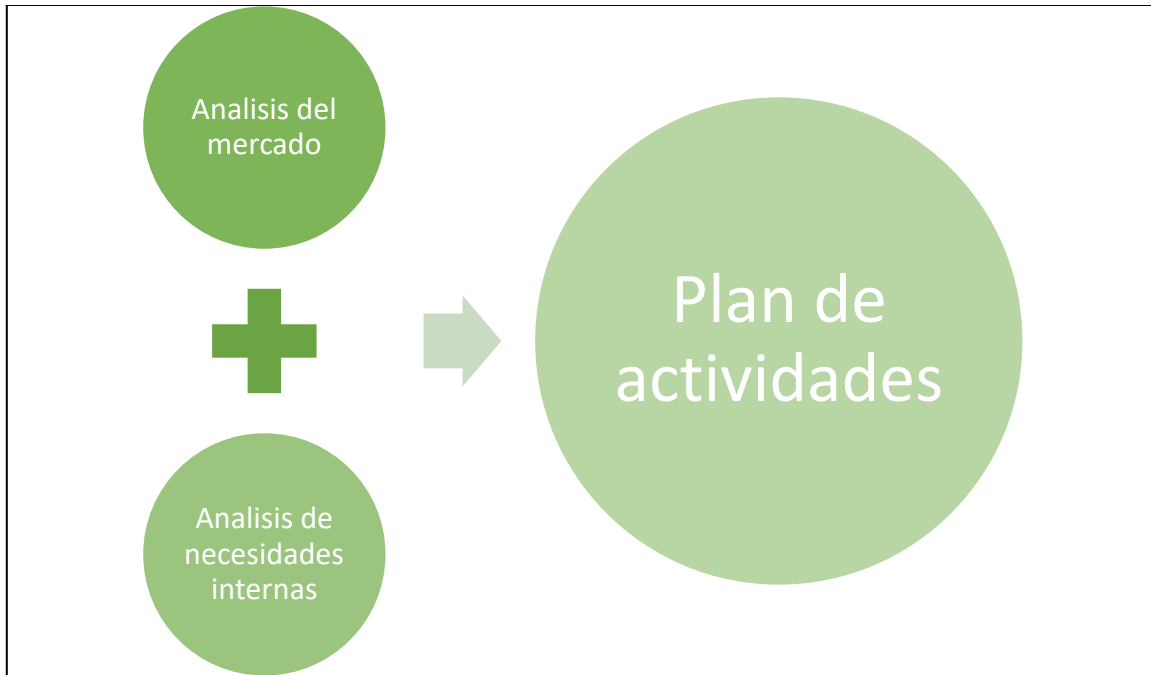 Analisis del
mercado
Analisis de
necesidades
internas
Plan de
actividades